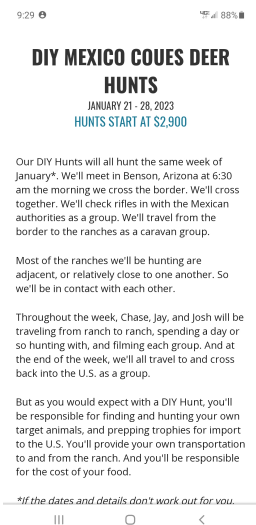 9:29
88%
DIY MEXICO COUES DEER
HUNTS
JANUARY 21 - 28, 2023
HUNTS START AT $2,900
Our DIY Hunts will all hunt the same week of
January*. We'll meet in Benson, Arizona at 6:30
am the morning we cross the border. We'll cross
together. We'll check rifles in with the Mexican
authorities as a group. We'll travel from the
border to the ranches as a caravan group.
Most of the ranches we'll be hunting are
adjacent, or relatively close to one another. So
we'll be in contact with each other.
Throughout the week, Chase, Jay, and Josh will be
traveling from ranch to ranch, spending a day or
so hunting with, and filming each group. And at
the end of the week, we'll all travel to and cross
back into the U.S. as a group.
But as you would expect with a DIY Hunt, you'll
be responsible for finding and hunting your own
target animals, and prepping trophies for import
to the U.S. You'll provide your own transportation
to and from the ranch. And you'll be responsible
for the cost of your food.
*If the dates and details don't work out for you,